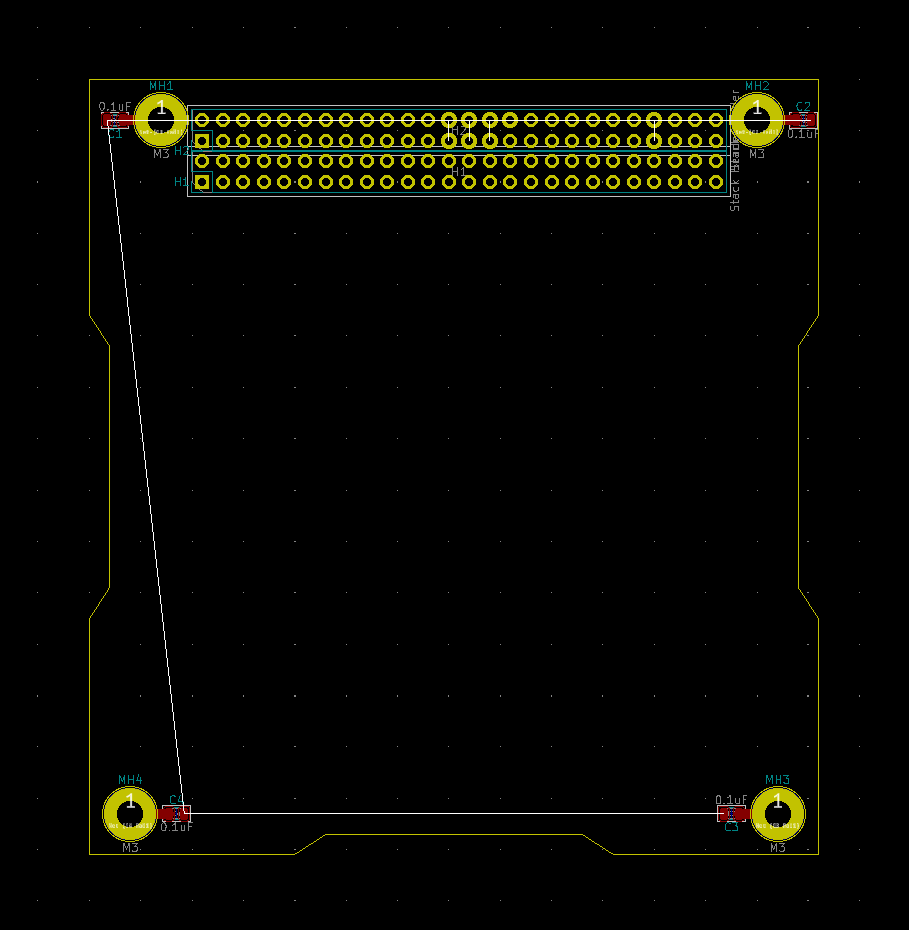 MH1
0.1uF
1
C1
M3
MH2
C2
1
0.1uF
M3
H2
H2
H1
H1
Stack Header
MH4
1
C4
0.1uF
M3
MH3
0.1uF
1
C3
M3